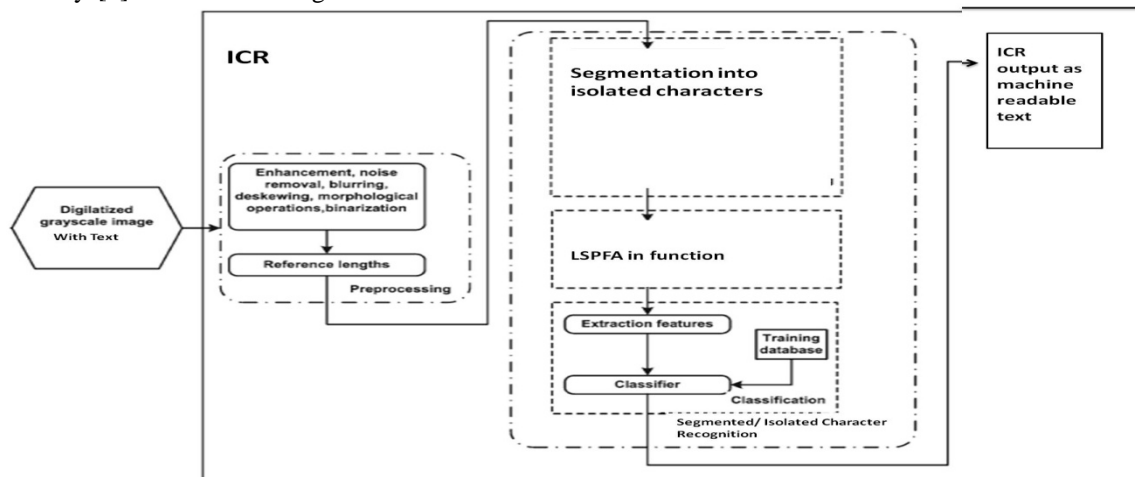 ICR
Digilatized
grayscale image
With Text
Enhancement, noise
removal, blurring,
deskewing, morphological
operations,binarization
Reference lengths
Preprocessing
Segmentation into
isolated characters
LSPFA in function
Extraction features
Training
database
Classifier
Classification
Segmented/ Isolated Character
Recognition
ICR
output as
machine
readable
text